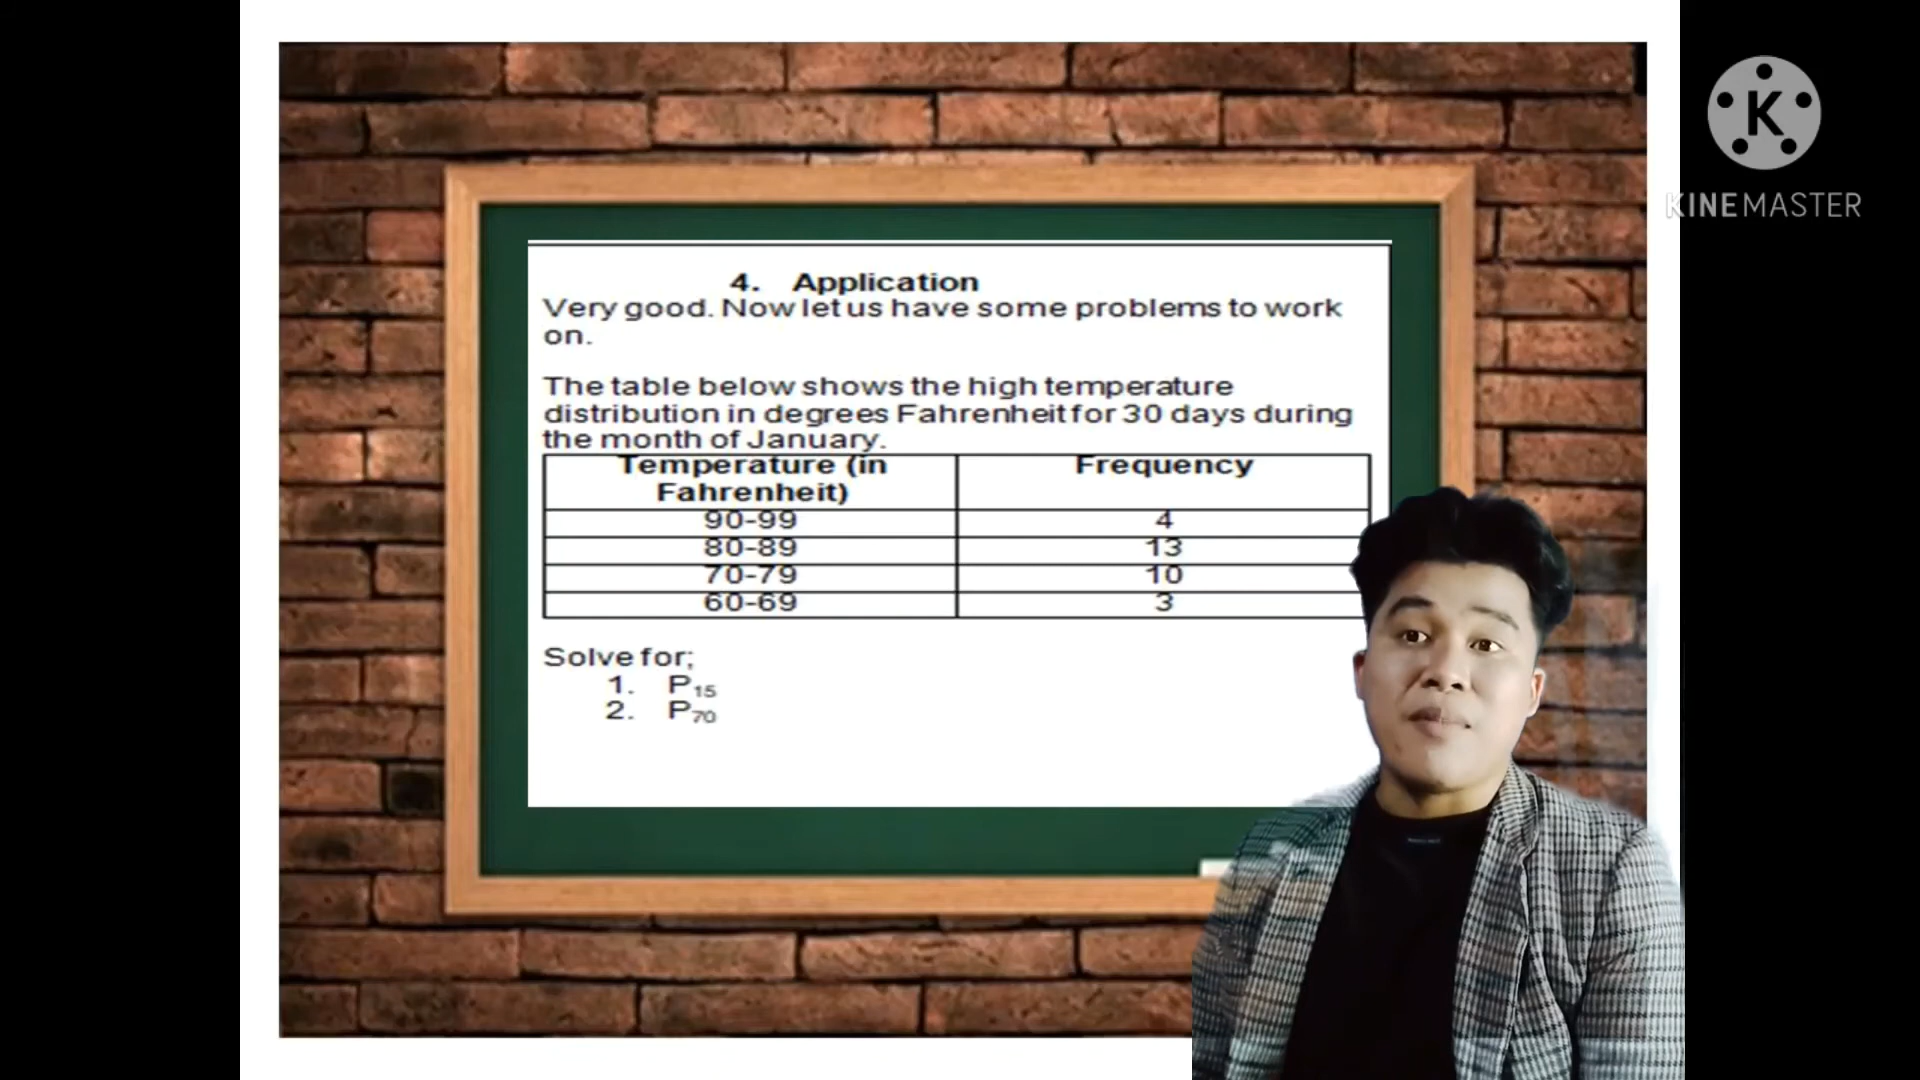 4. Application
Very good. Now let us have some problems to work
on.
The table below shows the high temperature
distribution in degrees Fahrenheit for 30 days during
the month of January.
Temperature (in Fahrenheit) Frequency
90-99 4
80-89 13
70-79 10
60-69 3
Solve for;
1. P15
2. P70
K
KINEMASTER